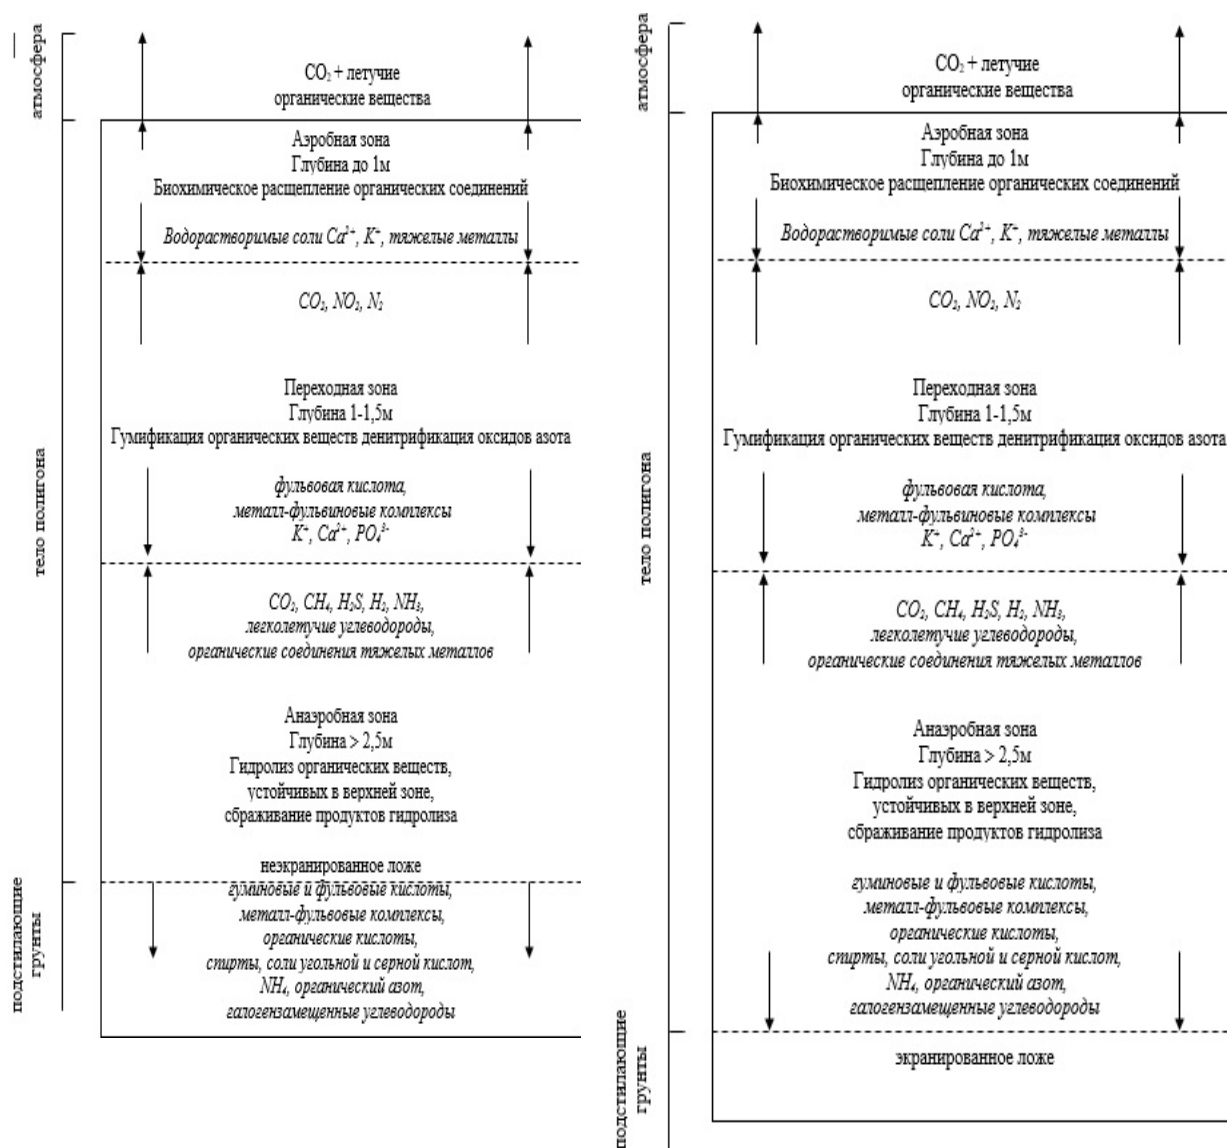 атмосфера
CO₂ + летучие
органические вещества
тело полигона
Аэробная зона
Глубина до 1м
Биохимическое расщепление органических соединений
Водорастворимые соли Ca²⁺, K⁺, тяжелые металлы
CO₂, NO₂, N₂
Переходная зона
Глубина 1-1,5м
Гумификация органических веществ денитрификация оксидов азота
фульвовая кислота,
металл-фульвиновые комплексы
K⁺, Ca²⁺, PO₄³⁻
CO₂, CH₄, H₂S, H₂, NH₃,
легколетучие углеводороды,
органические соединения тяжелых металлов
Анаэробная зона
Глубина > 2,5м
Гидролиз органических веществ,
устойчивых в верхней зоне,
сбраживание продуктов гидролиза
неэкранированное ложе
подстилающие
грунты
гуминовые и фульвовые кислоты,
металл-фульвовые комплексы,
органические кислоты,
спирты, соли угольной и серной кислот,
NH₄, органический азот,
галогензамещенные углеводороды
атмосфера
CO₂ + летучие
органические вещества
тело полигона
Аэробная зона
Глубина до 1м
Биохимическое расщепление органических соединений
Водорастворимые соли Ca²⁺, K⁺, тяжелые металлы
CO₂, NO₂, N₂
Переходная зона
Глубина 1-1,5м
Гумификация органических веществ денитрификация оксидов азота
фульвовая кислота,
металл-фульвиновые комплексы
K⁺, Ca²⁺, PO₄³⁻
CO₂, CH₄, H₂S, H₂, NH₃,
легколетучие углеводороды,
органические соединения тяжелых металлов
Анаэробная зона
Глубина > 2,5м
Гидролиз органических веществ,
устойчивых в верхней зоне,
сбраживание продуктов гидролиза
гуминовые и фульвовые кислоты,
металл-фульвовые комплексы,
органические кислоты,
спирты, соли угольной и серной кислот,
NH₄, органический азот,
галогензамещенные углеводороды
подстилающие
грунты
экранированное ложе